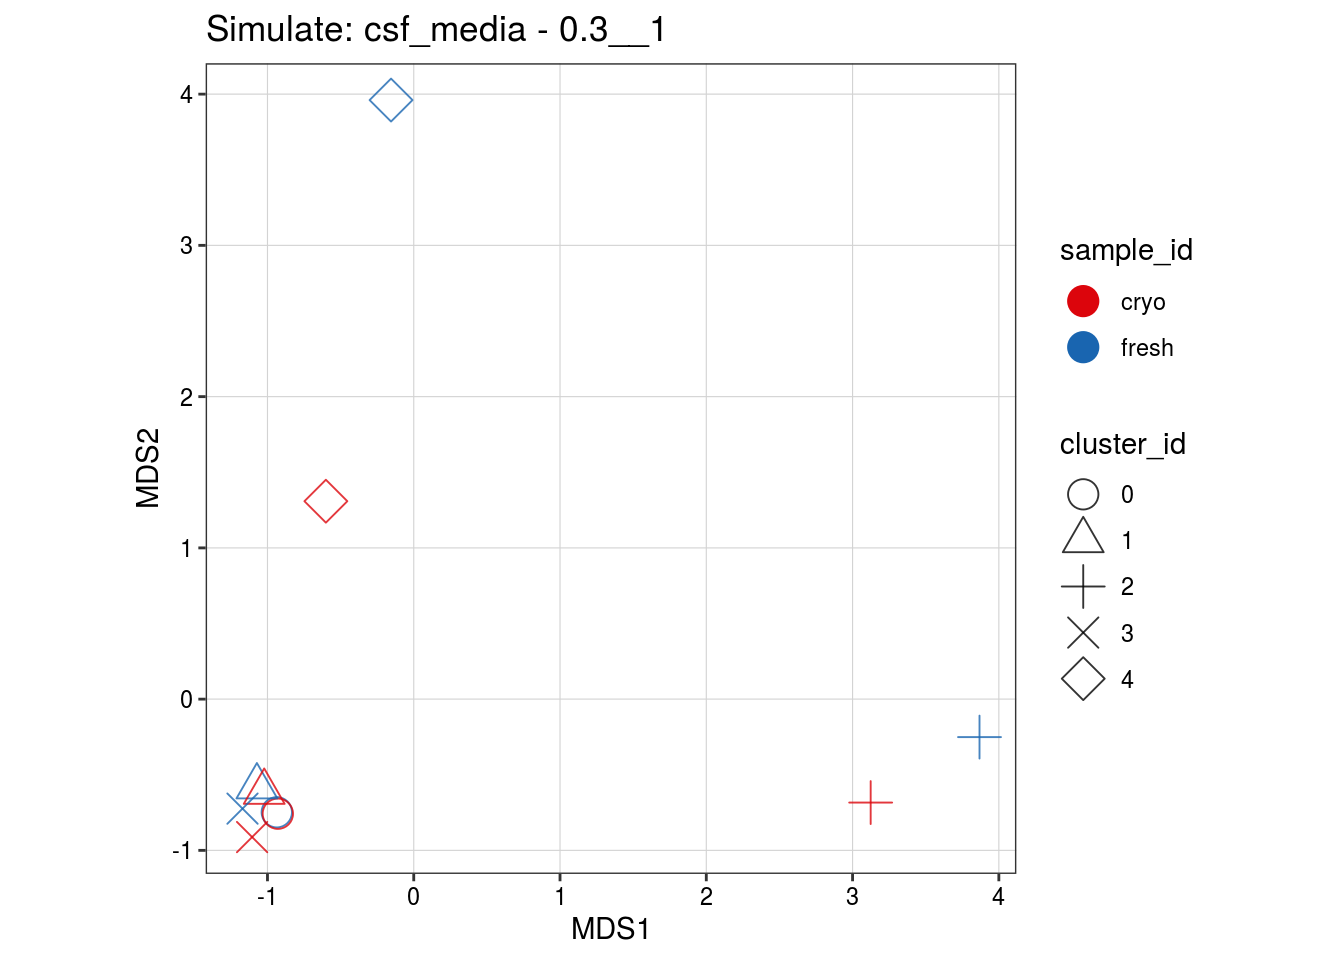 Simulate: csf_media - 0.3__1
4
3
2
1
0
-1
MDS2
-1 0 1 2 3 4
MDS1
sample_id
cryo
fresh
cluster_id
0
1
2
3
4